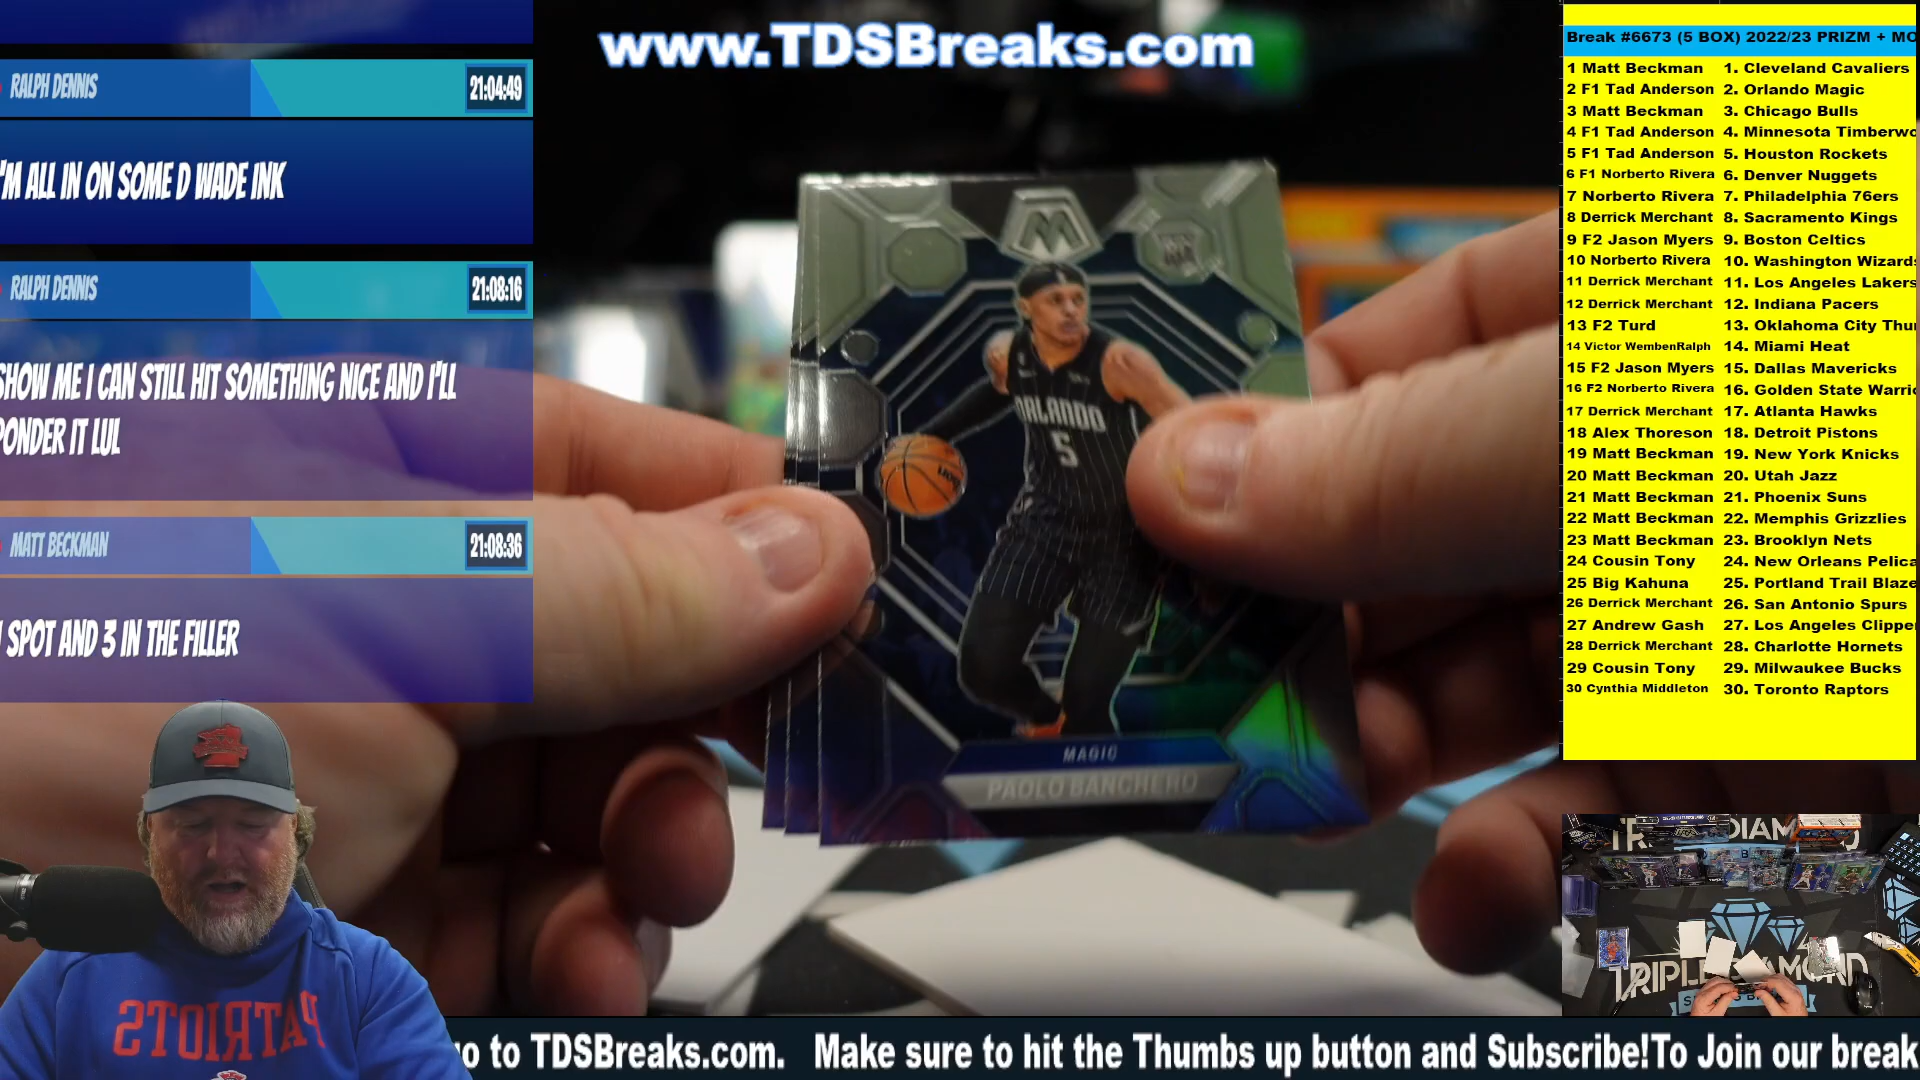 www.TDSBreaks.com
RALPH DENNIS
21:04:49
'M ALL IN ON SOME D WADE INK
RALPH DENNIS
21:08:16
SHOW ME I CAN STILL HIT SOMETHING NICE AND I'LL
PONDER IT LUL
MATT BECKMAN
21:08:36
SPOT AND 3 IN THE FILLER
ORLANDO
5
MAGIC
PAOLO BANCHERO
Break #6673 (5 BOX) 2022/23 PRIZM + MO
1 Matt Beckman 1. Cleveland Cavaliers
2 F1 Tad Anderson 2. Orlando Magic
3 Matt Beckman 3. Chicago Bulls
4 F1 Tad Anderson 4. Minnesota Timberwo
5 F1 Tad Anderson 5. Houston Rockets
6 F1 Norberto Rivera 6. Denver Nuggets
7 Norberto Rivera 7. Philadelphia 76ers
8 Derrick Merchant 8. Sacramento Kings
9 F2 Jason Myers 9. Boston Celtics
10 Norberto Rivera 10. Washington Wizards
11 Derrick Merchant 11. Los Angeles Lakers
12 Derrick Merchant 12. Indiana Pacers
13 F2 Turd 13. Oklahoma City Thu
14 Victor WembenRalph 14. Miami Heat
15 F2 Jason Myers 15. Dallas Mavericks
16 F2 Norberto Rivera 16. Golden State Warri
17 Derrick Merchant 17. Atlanta Hawks
18 Alex Thoreson 18. Detroit Pistons
19 Matt Beckman 19. New York Knicks
20 Matt Beckman 20. Utah Jazz
21 Matt Beckman 21. Phoenix Suns
22 Matt Beckman 22. Memphis Grizzlies
23 Matt Beckman 23. Brooklyn Nets
24 Cousin Tony 24. New Orleans Pelica
25 Big Kahuna 25. Portland Trail Blaze
26 Derrick Merchant 26. San Antonio Spurs
27 Andrew Gash 27. Los Angeles Clippe
28 Derrick Merchant 28. Charlotte Hornets
29 Cousin Tony 29. Milwaukee Bucks
30 Cynthia Middleton 30. Toronto Raptors
TRIPLE DIAMOND
PATRIOTS
go to TDSBreaks.com. Make sure to hit the Thumbs up button and Subscribe!To Join our break